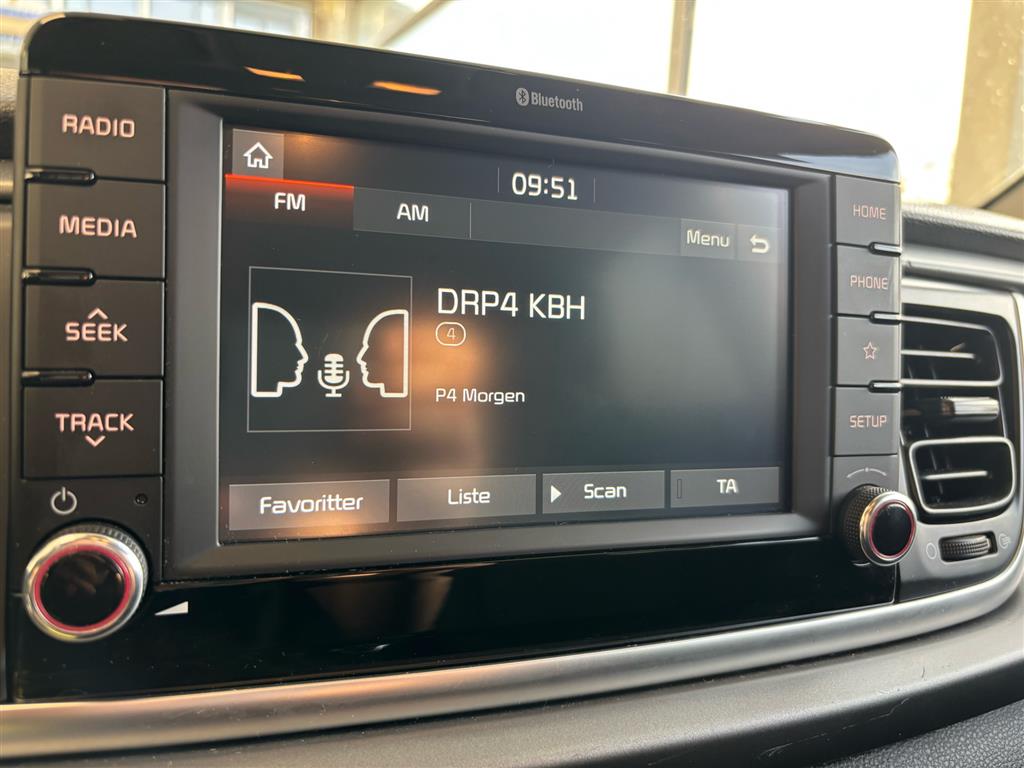 Bluetooth
RADIO
MEDIA
SEEK
TRACK
09:51
FM
AM
Menu
DRP4 KBH
4
P4 Morgen
Favoritter
Liste
Scan
TA
HOME
PHONE
SETUP